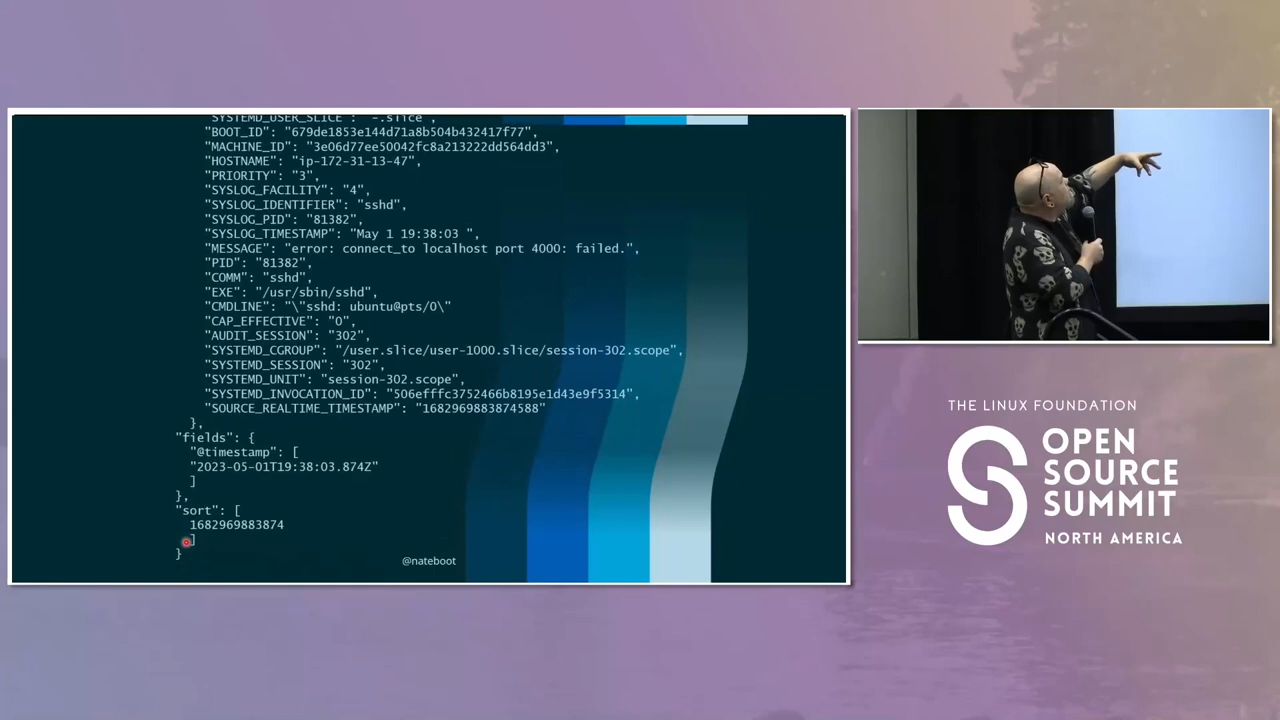 "SYSTEMD_USER_SLICE": "-.slice",
"BOOT_ID": "679de1853e144d71a8b504b432417f77",
"MACHINE_ID": "3e06d77ee50042fc8a213222dd564dd3",
"HOSTNAME": "ip-172-31-13-47",
"PRIORITY": "3",
"SYSLOG_FACILITY": "4",
"SYSLOG_IDENTIFIER": "sshd",
"SYSLOG_PID": "81382",
"SYSLOG_TIMESTAMP": "May 1 19:38:03 ",
"MESSAGE": "error: connect_to localhost port 4000: failed.",
"PID": "81382",
"COMM": "sshd",
"EXE": "/usr/sbin/sshd",
"CMDLINE": "\"sshd: ubuntu@pts/0\"
"CAP_EFFECTIVE": "0",
"AUDIT_SESSION": "302",
"SYSTEMD_CGROUP": "/user.slice/user-1000.slice/session-302.scope",
"SYSTEMD_SESSION": "302",
"SYSTEMD_UNIT": "session-302.scope",
"SYSTEMD_INVOCATION_ID": "506efffc3752466b8195e1d43e9f5314",
"SOURCE_REALTIME_TIMESTAMP": "1682969883874588"
},
"fields": {
"@timestamp": [
"2023-05-01T19:38:03.874Z"
]
},
"sort": [
1682969883874
]
}
@nateboot
THE LINUX FOUNDATION
OPEN
SOURCE
SUMMIT
NORTH AMERICA